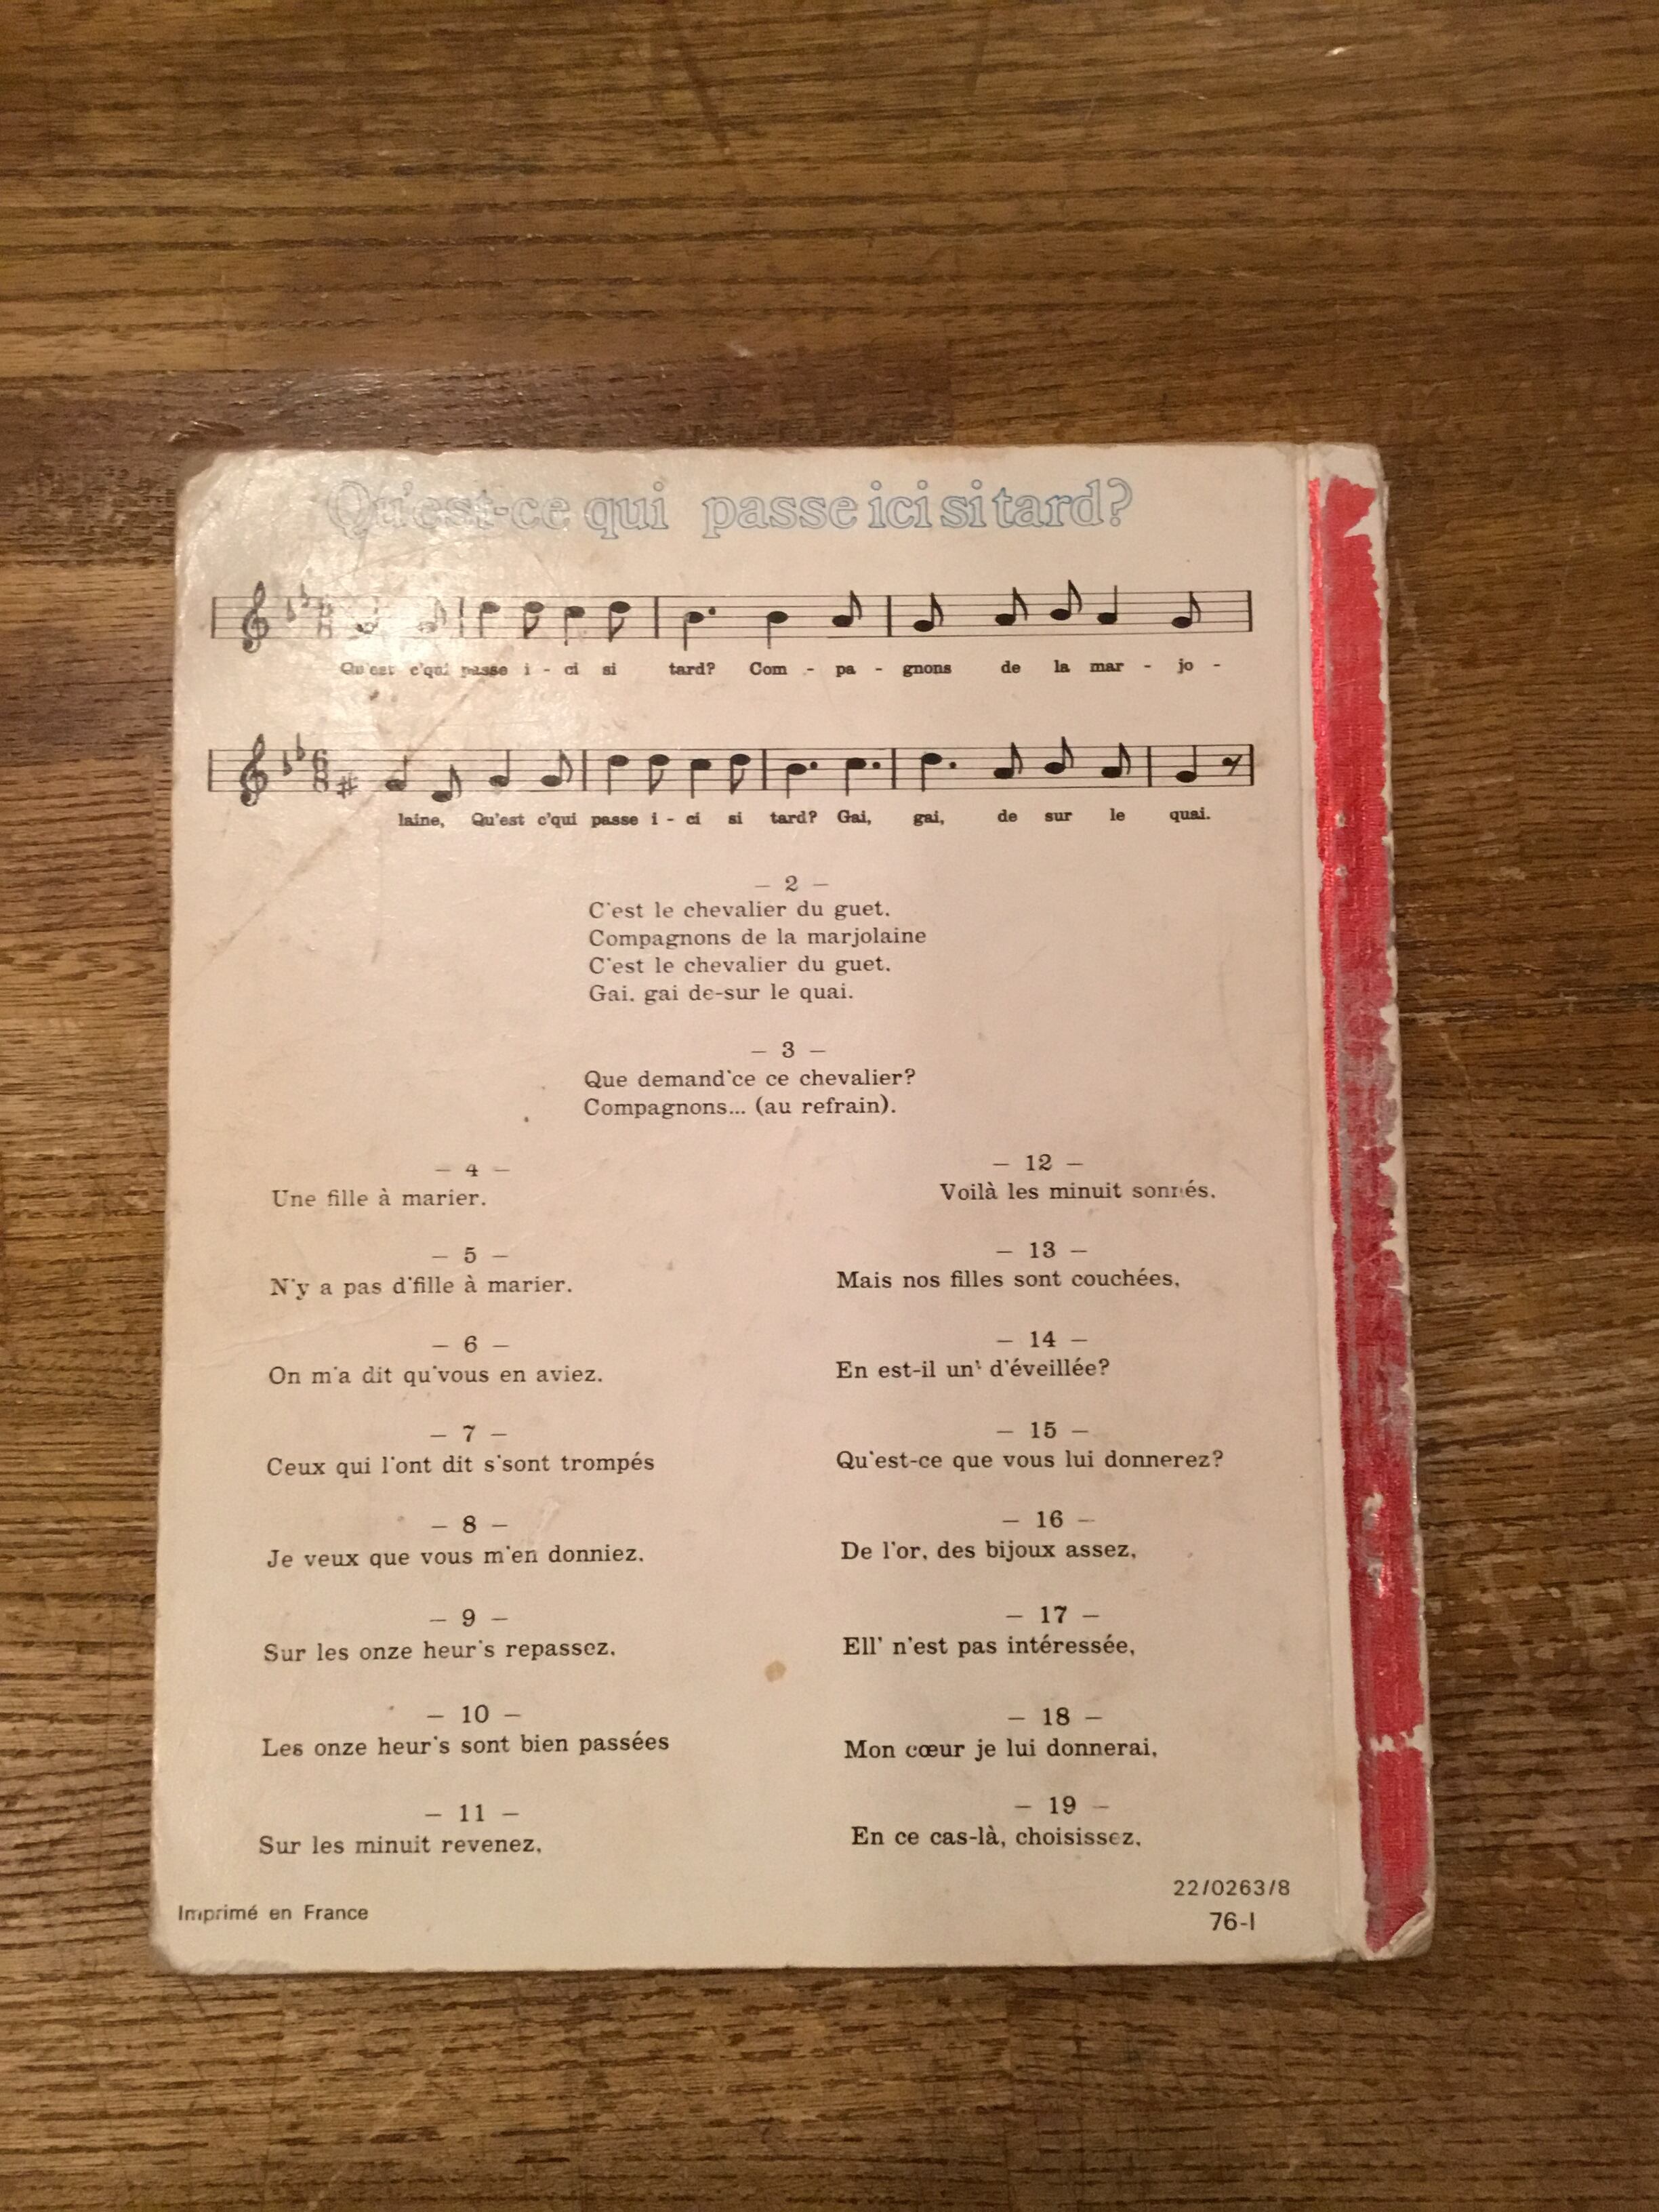 Qu'est-ce qui passe ici si tard?
Qu'est c'qui passe i - ci si tard? Com - pa - gnons de la mar - jo -
laine, Qu'est c'qui passe i - ci si tard? Gai, gai, de sur le quai.
— 2 —
C'est le chevalier du guet.
Compagnons de la marjolaine
C'est le chevalier du guet.
Gai. gai de-sur le quai.
— 3 —
Que demand'ce ce chevalier?
Compagnons... (au refrain).
— 4 —
Une fille à marier.
— 5 —
N'y a pas d'fille à marier.
— 6 —
On m'a dit qu'vous en aviez.
— 7 —
Ceux qui l'ont dit s'sont trompés
— 8 —
Je veux que vous m'en donniez.
— 9 —
Sur les onze heur's repassez.
— 10 —
Les onze heur's sont bien passées
— 11 —
Sur les minuit revenez,
— 12 —
Voilà les minuit sonnés.
— 13 —
Mais nos filles sont couchées,
— 14 —
En est-il un' d'éveillée?
— 15 —
Qu'est-ce que vous lui donnerez?
— 16 —
De l'or, des bijoux assez,
— 17 —
Ell' n'est pas intéressée,
— 18 —
Mon cœur je lui donnerai,
— 19 —
En ce cas-là, choisissez,
Imprimé en France
22/0263/8
76-I